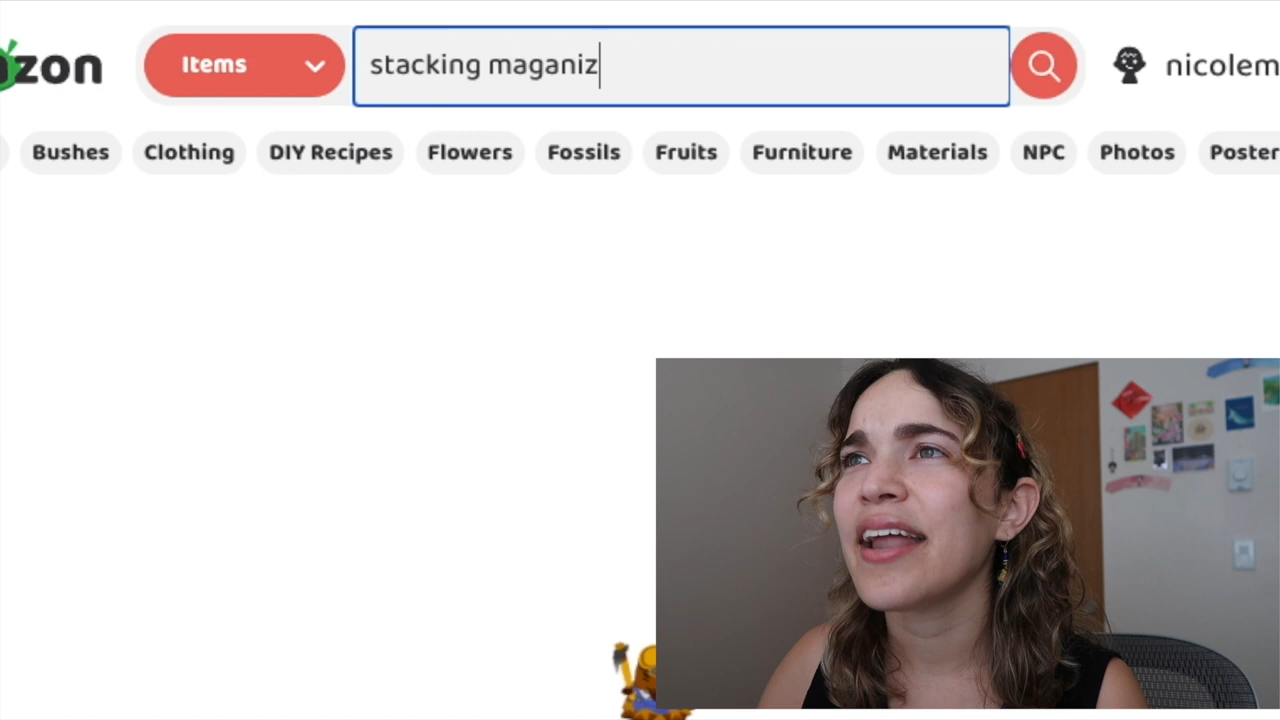 zon
Items
stacking maganiz
nicolem
Bushes
Clothing
DIY Recipes
Flowers
Fossils
Fruits
Furniture
Materials
NPC
Photos
Poster